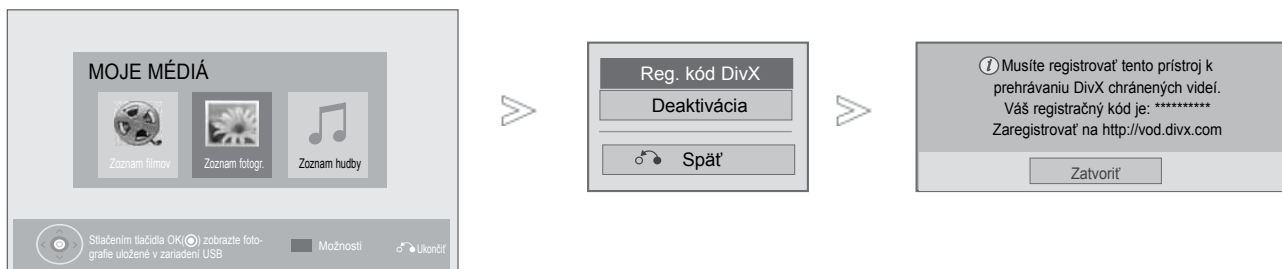 MOJE MÉDIÁ
Zoznam filmov
Zoznam fotogr.
Zoznam hudby
Stlačením tlačidla OK(◉) zobrazte foto-
grafie uložené v zariadení USB
Možnosti
Ukončiť
Reg. kód DivX
Deaktivácia
Späť
Musíte registrovať tento prístroj k
prehrávaniu DivX chránených videí.
Váš registračný kód je: **********
Zaregistrovať na http://vod.divx.com
Zatvoriť